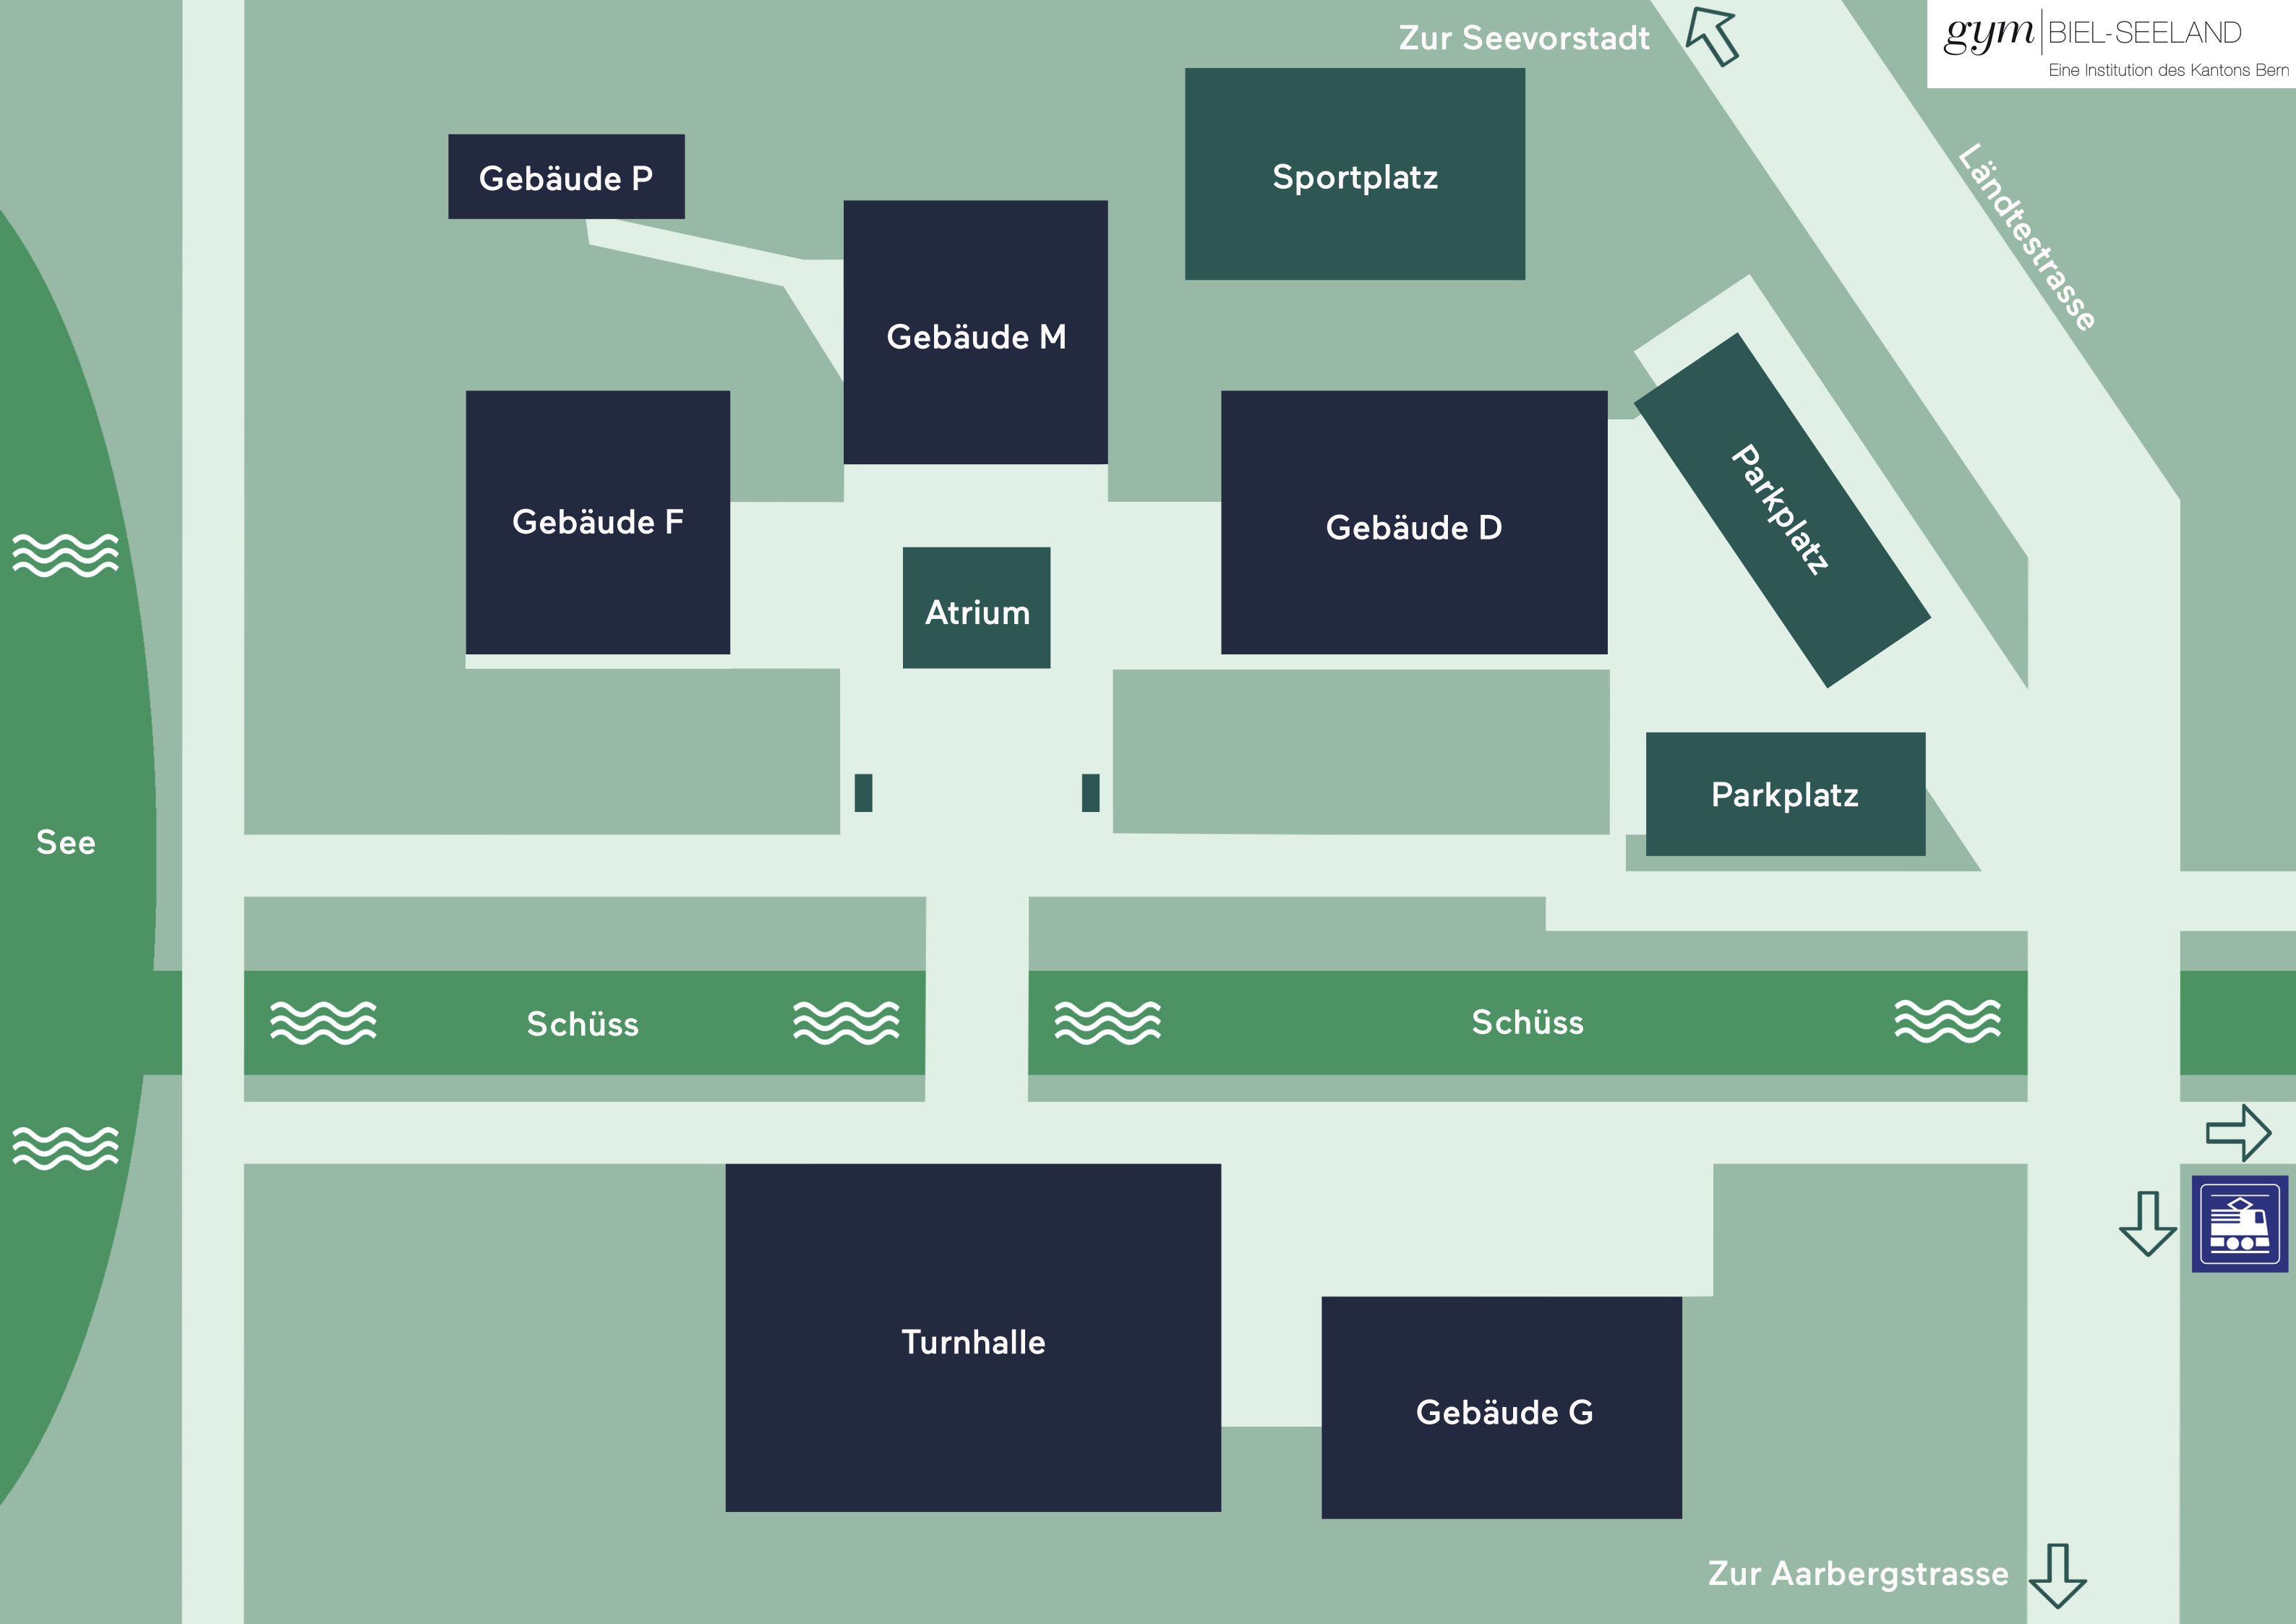 Zur Seevorstadt
gym BIEL-SEELAND
Eine Institution des Kantons Bern
Ländtestrasse
Gebäude P
Sportplatz
Gebäude M
Gebäude F
Gebäude D
Parkplatz
Atrium
Parkplatz
See
Schüss
Schüss
Turnhalle
Gebäude G
Zur Aarbergstrasse